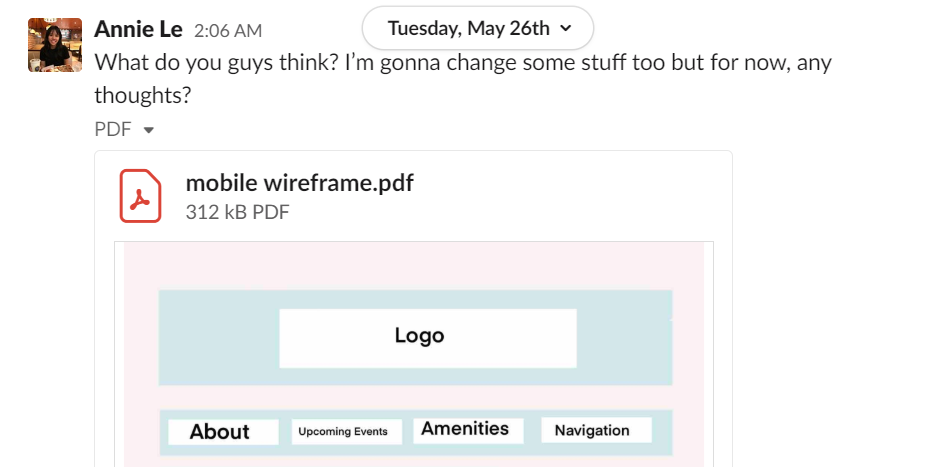 Annie Le 2:06 AM
Tuesday, May 26th
What do you guys think? I’m gonna change some stuff too but for now, any
thoughts?
PDF
mobile wireframe.pdf
312 kB PDF
Logo
About Upcoming Events Amenities Navigation